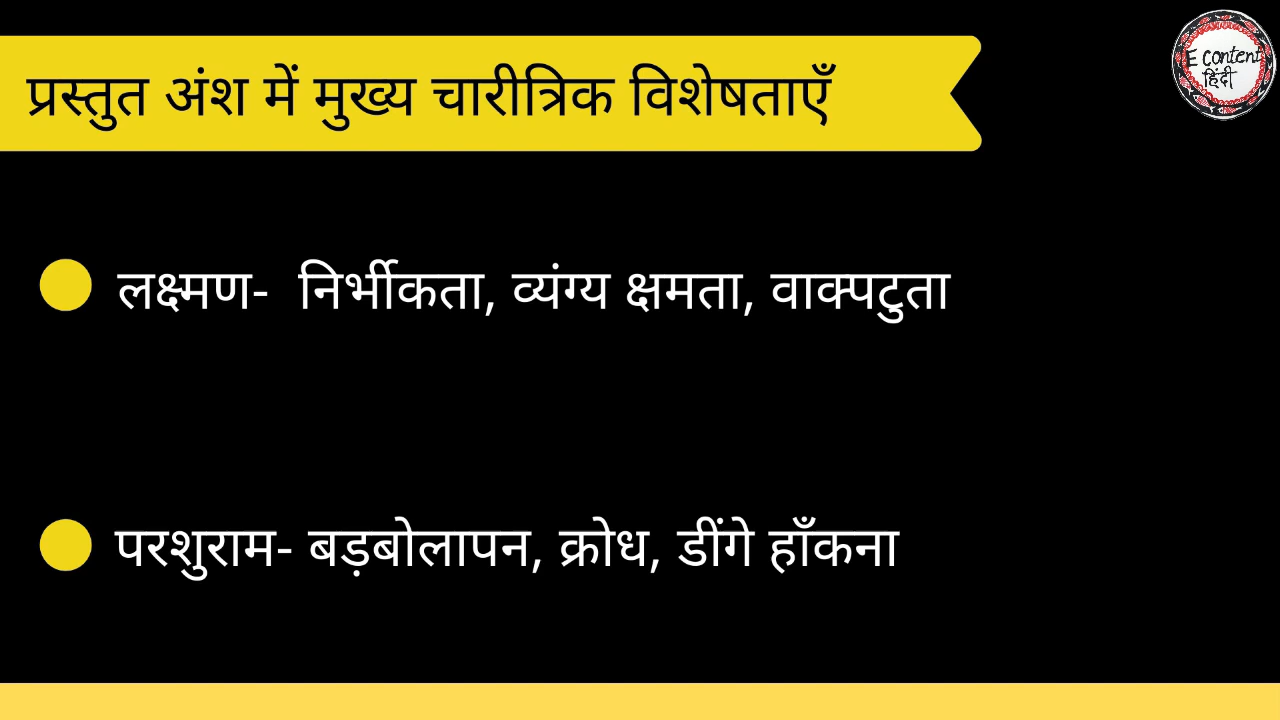 प्रस्तुत अंश में मुख्य चारीत्रिक विशेषताएँ
E content
हिंदी
लक्ष्मण- निर्भीकता, व्यंग्य क्षमता, वाक्पटुता
परशुराम- बड़बोलापन, क्रोध, डींगे हाँकना